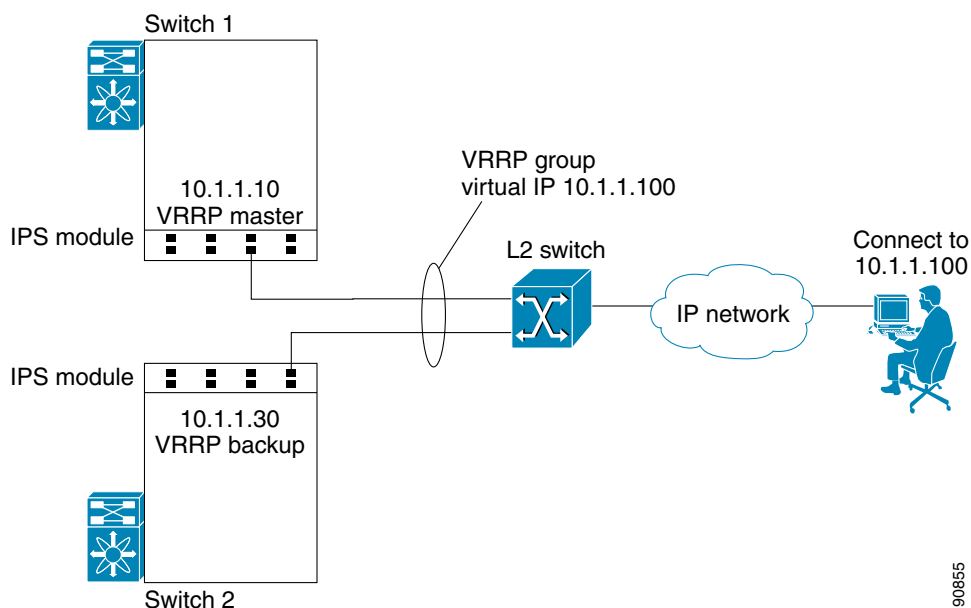 Switch 1
10.1.1.10
VRRP master
IPS module
VRRP group
virtual IP 10.1.1.100
L2 switch
IP network
Connect to
10.1.1.100
IPS module
10.1.1.30
VRRP backup
Switch 2
90855